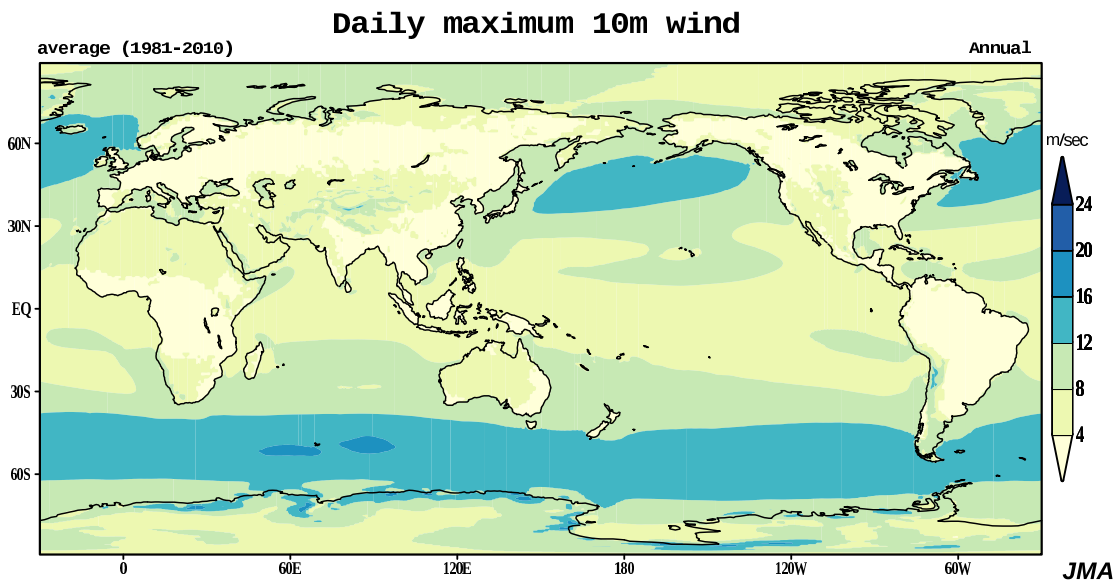 Daily maximum 10m wind
average (1981-2010) Annual
m/sec
60N
30N
EQ
30S
60S
24
20
16
12
8
4
0 60E 120E 180 120W 60W
JMA